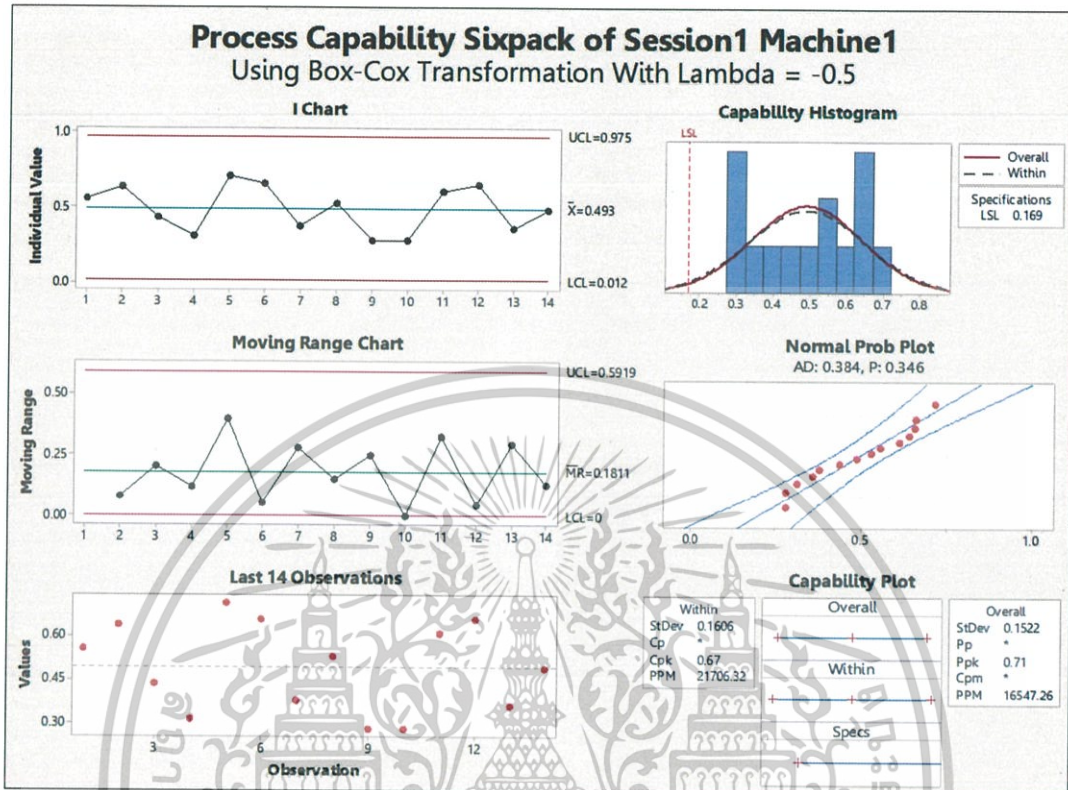 Process Capability Sixpack of Session1 Machine1
Using Box-Cox Transformation With Lambda = -0.5
I Chart
Individual Value
1.0
0.5
0.0
UCL=0.975
X̄=0.493
LCL=0.012
1 2 3 4 5 6 7 8 9 10 11 12 13 14
Capability Histogram
LSL
0.2 0.3 0.4 0.5 0.6 0.7 0.8
Overall
Within
Specifications
LSL 0.169
Moving Range Chart
Moving Range
0.50
0.25
0.00
UCL=0.5919
M̅R̅=0.1811
LCL=0
1 2 3 4 5 6 7 8 9 10 11 12 13 14
Normal Prob Plot
AD: 0.384, P: 0.346
0.0 0.5 1.0
Last 14 Observations
Values
0.60
0.45
0.30
3 6 9 12
Observation
Capability Plot
Within
StDev 0.1606
Cp *
Cpk 0.67
PPM 21706.32
Overall
Within
Specs
Overall
StDev 0.1522
Pp *
Ppk 0.71
Cpm *
PPM 16547.26